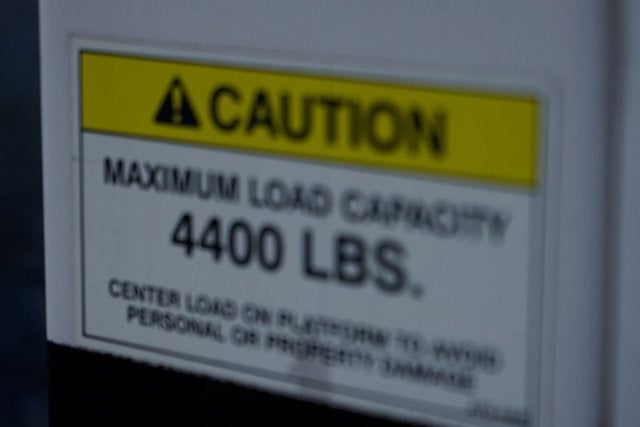 CAUTION
MAXIMUM LOAD CAPACITY
4400 LBS.
CENTER LOAD ON PLATFORM TO AVOID
PERSONAL OR PROPERTY DAMAGE